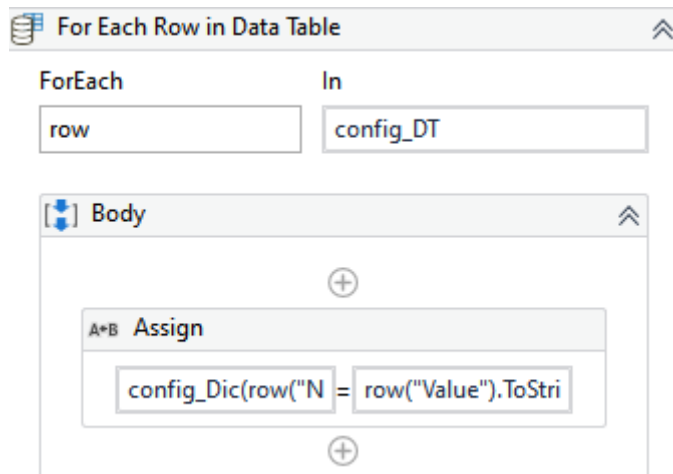 For Each Row in Data Table
ForEach In
row config_DT
Body
A+B Assign
config_Dic(row("N = row("Value").ToStri